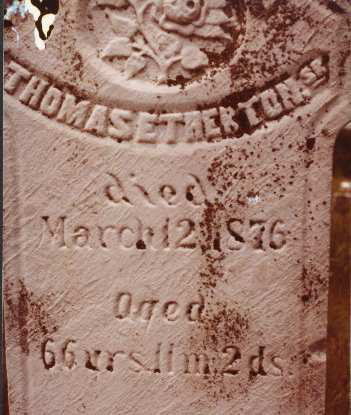 THOMAS ETHERTON, SR.
died
March 12, 1876
Aged
66 yrs. 11 m. 2 ds.